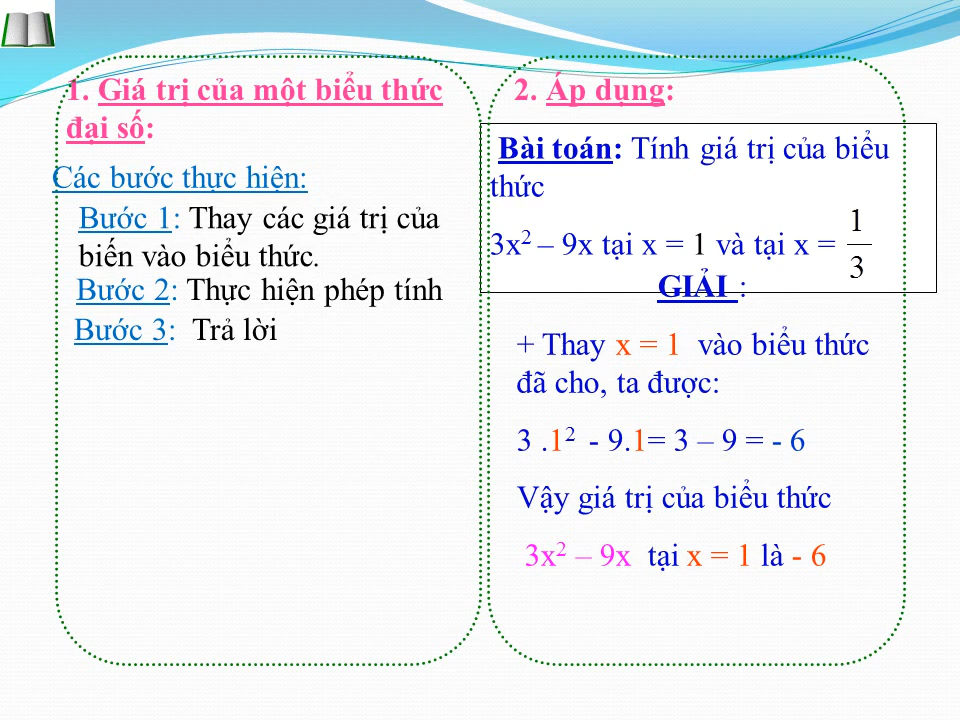 1. Giá trị của một biểu thức
đại số:
Các bước thực hiện:
Bước 1: Thay các giá trị của
biến vào biểu thức.
Bước 2: Thực hiện phép tính
Bước 3: Trả lời
2. Áp dụng:
Bài toán: Tính giá trị của biểu
thức
3x² – 9x tại x = 1 và tại x = 1/3
GIẢI :
+ Thay x = 1 vào biểu thức
đã cho, ta được:
3 .1² - 9.1= 3 – 9 = - 6
Vậy giá trị của biểu thức
3x² – 9x tại x = 1 là - 6